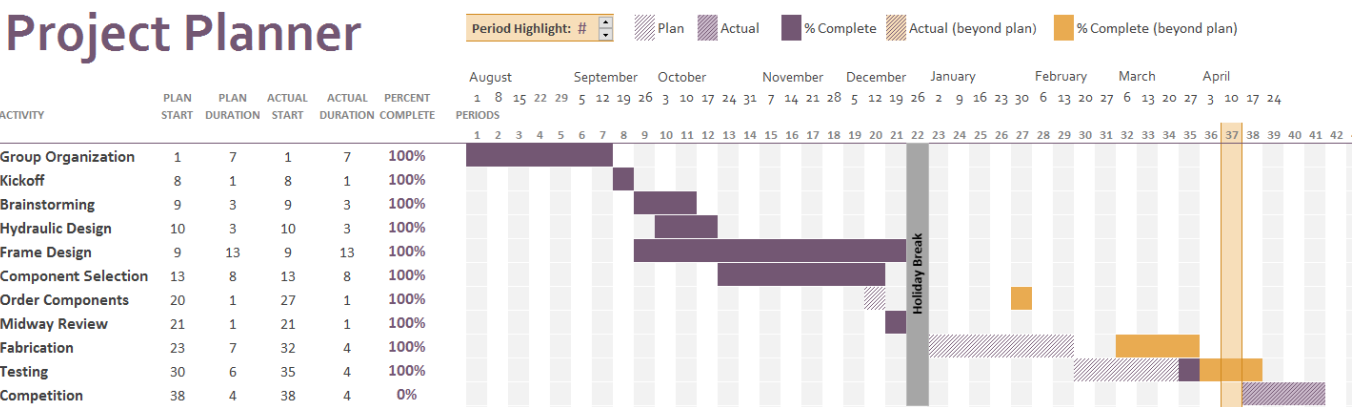 Project Planner
Period Highlight: # Plan Actual % Complete Actual (beyond plan) % Complete (beyond plan)
August September October November December January February March April
1 8 15 22 29 5 12 19 26 3 10 17 24 31 7 14 21 28 5 12 19 26 2 9 16 23 30 6 13 20 27 6 13 20 27 3 10 17 24
PLAN PLAN ACTUAL ACTUAL PERCENT
ACTIVITY START DURATION START DURATION COMPLETE PERIODS
1 2 3 4 5 6 7 8 9 10 11 12 13 14 15 16 17 18 19 20 21 22 23 24 25 26 27 28 29 30 31 32 33 34 35 36 37 38 39 40 41 42
Group Organization 1 7 1 7 100%
Kickoff 8 1 8 1 100%
Brainstorming 9 3 9 3 100%
Hydraulic Design 10 3 10 3 100%
Frame Design 9 13 9 13 100%
Component Selection 13 8 13 8 100%
Order Components 20 1 27 1 100%
Midway Review 21 1 21 1 100%
Fabrication 23 7 32 4 100%
Testing 30 6 35 4 100%
Competition 38 4 38 4 0%
Holiday Break